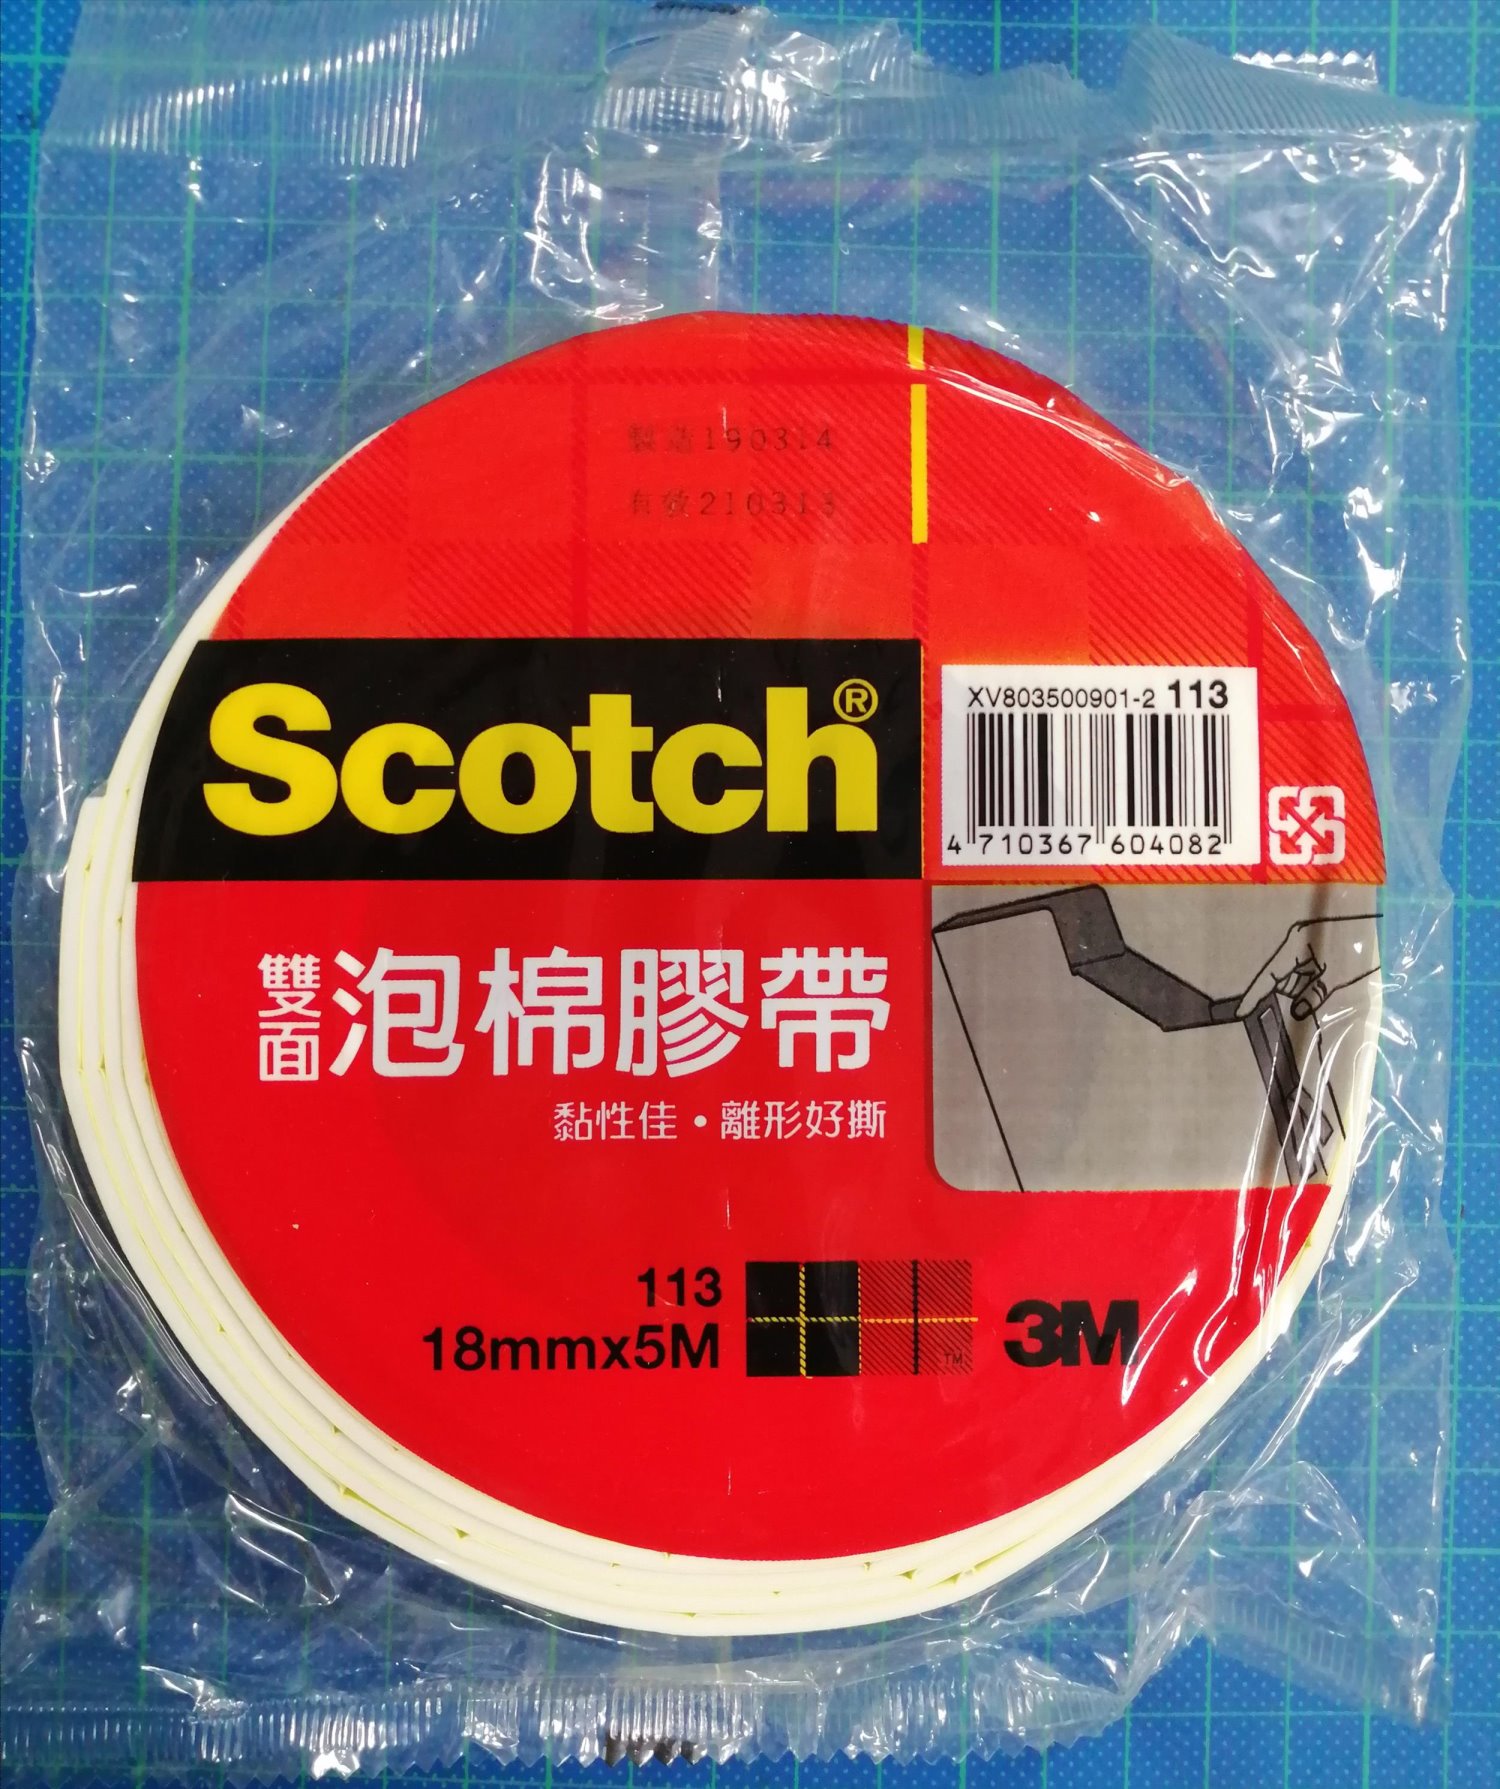 製造190314
有效210313
Scotch®
XV803500901-2 113
4 710367 604082
雙面泡棉膠帶
黏性佳・離形好撕
113
18mmx5M
TM
3M